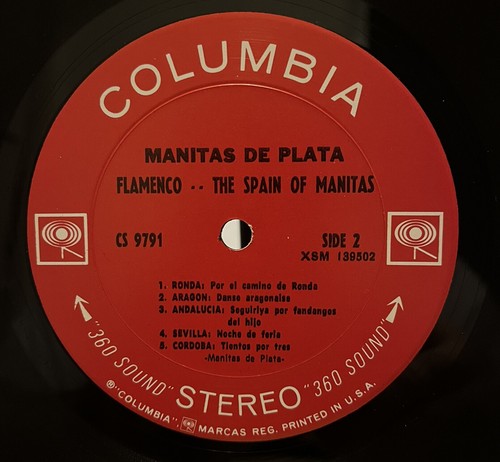 COLUMBIA
MANITAS DE PLATA
FLAMENCO -- THE SPAIN OF MANITAS
CS 9791
SIDE 2
XSM 139502
1. RONDA: Por el camino de Ronda
2. ARAGON: Danse aragonaise
3. ANDALUCIA: Seguiriya por fandangos
del hijo
4. SEVILLA: Noche de feria
5. CORDOBA: Tientos por tres
-Manitas de Plata-
"360 SOUND" STEREO "360 SOUND"
® "COLUMBIA", MARCAS REG. PRINTED IN U.S.A.